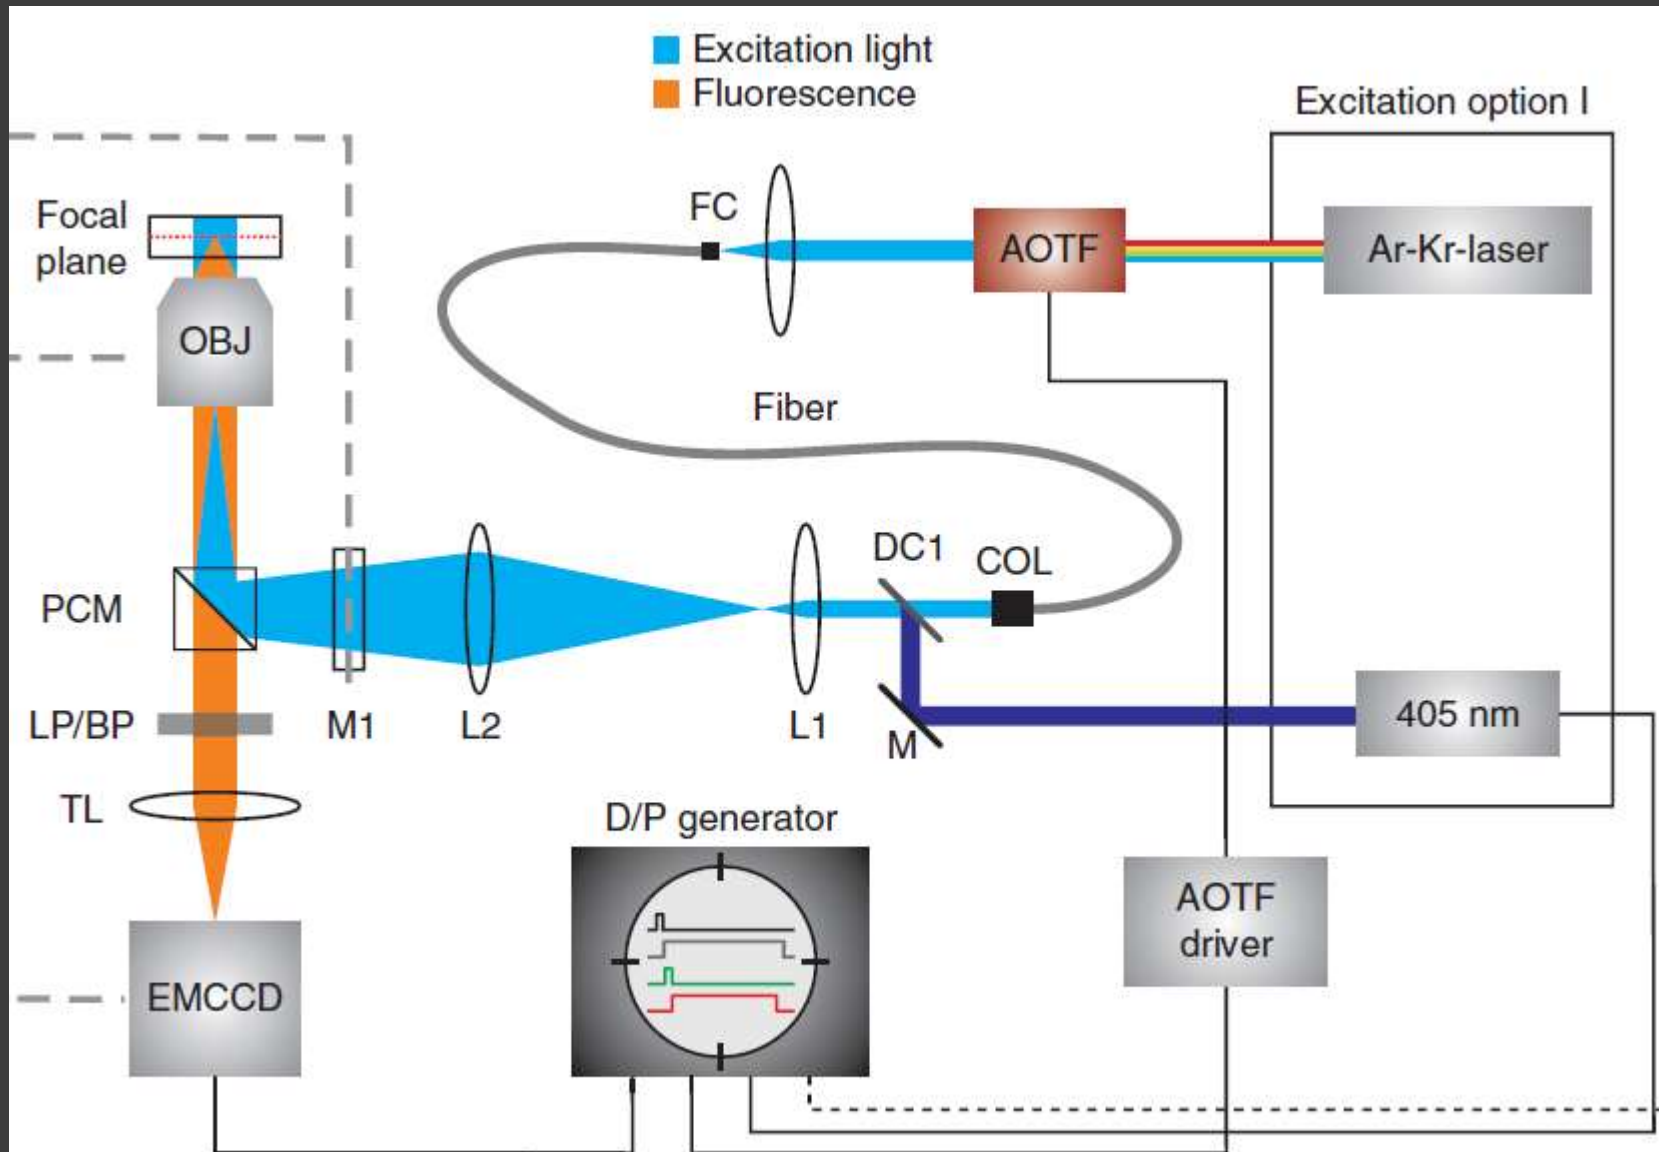 Excitation light
Fluorescence
Excitation option I
Focal
plane
FC
AOTF
Ar-Kr-laser
OBJ
Fiber
DC1
COL
PCM
LP/BP
M1
L2
L1
M
405 nm
TL
D/P generator
AOTF
driver
EMCCD